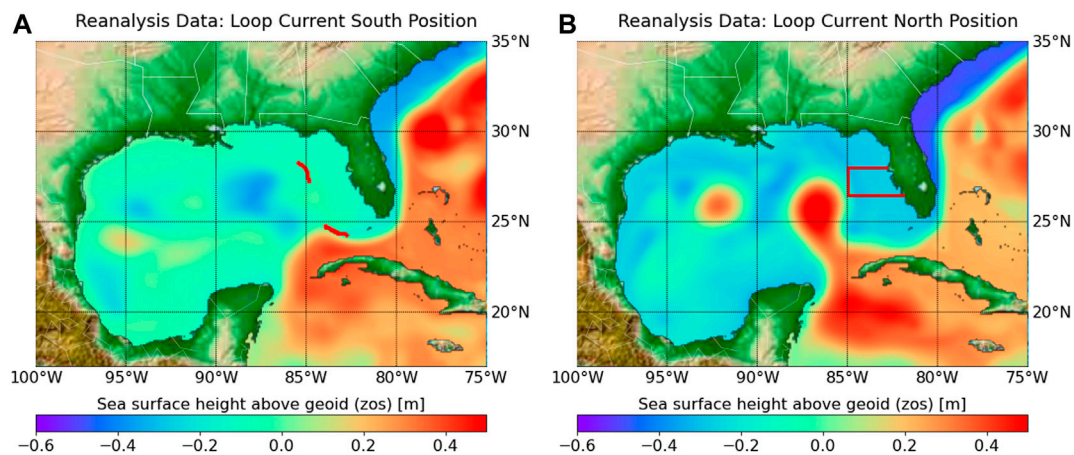 A
Reanalysis Data: Loop Current South Position
35°N
30°N
25°N
20°N
100°W 95°W 90°W 85°W 80°W 75°W
Sea surface height above geoid (zos) [m]
−0.6 −0.4 −0.2 0.0 0.2 0.4
B
Reanalysis Data: Loop Current North Position
35°N
30°N
25°N
20°N
100°W 95°W 90°W 85°W 80°W 75°W
Sea surface height above geoid (zos) [m]
−0.6 −0.4 −0.2 0.0 0.2 0.4